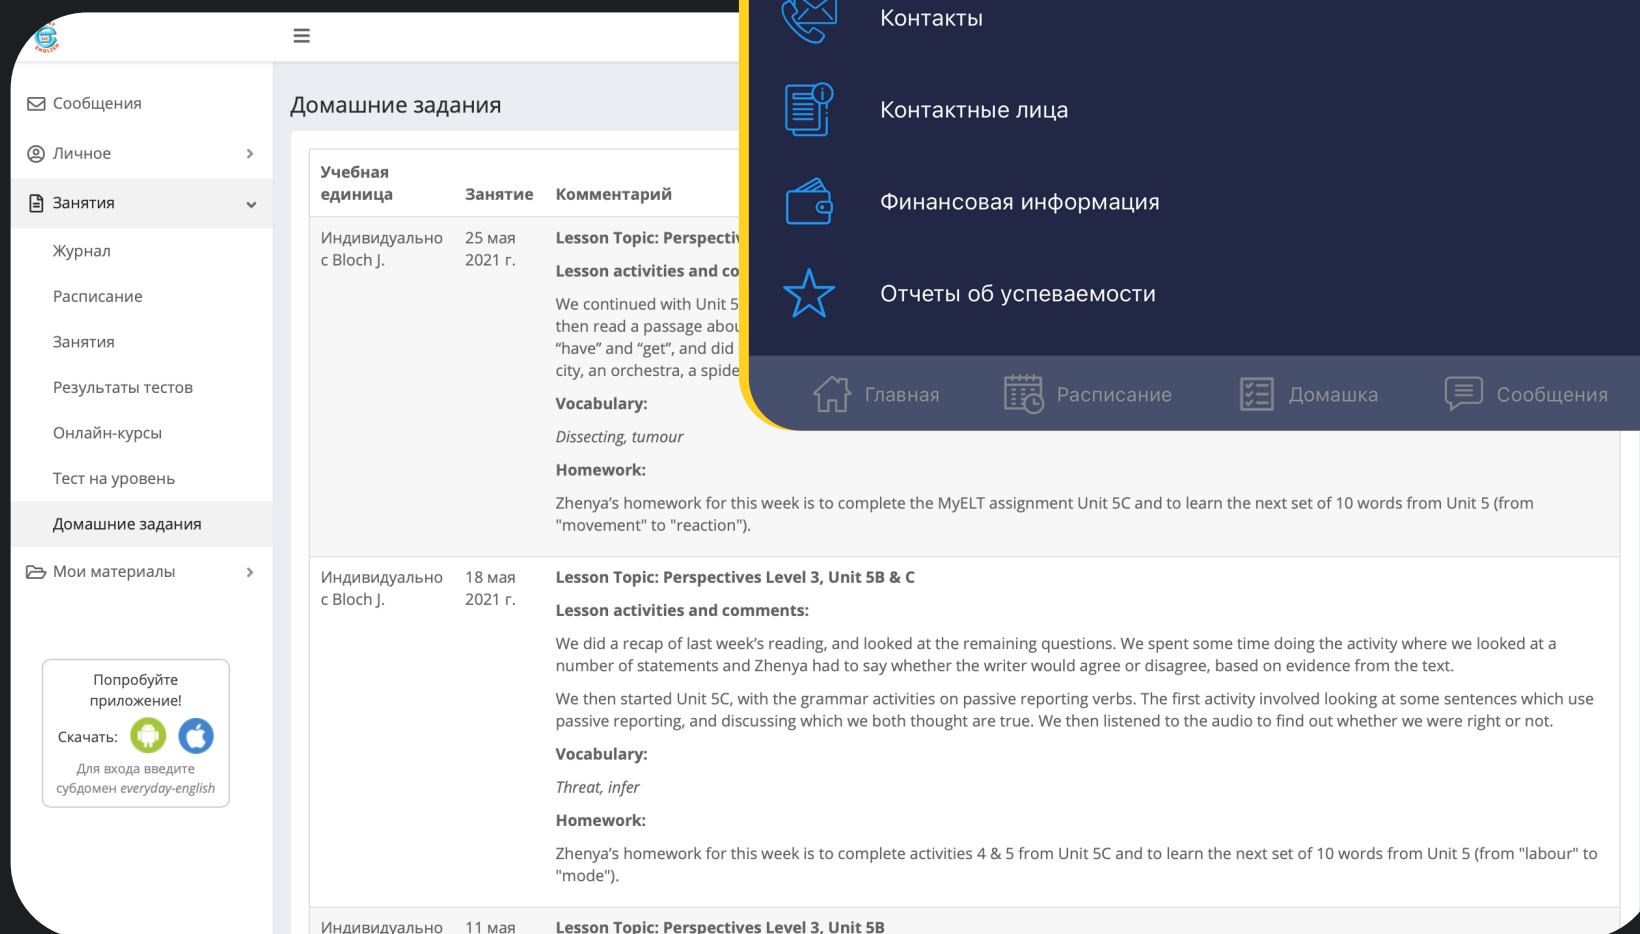 ENGLISH
Сообщения
Личное
Занятия
Журнал
Расписание
Занятия
Результаты тестов
Онлайн-курсы
Тест на уровень
Домашние задания
Мои материалы
Попробуйте
приложение!
Скачать:
Для входа введите
субдомен everyday-english
Домашние задания
Учебная
единица
Занятие
Комментарий
Индивидуально
с Bloch J.
25 мая
2021 г.
Lesson Topic:
Lesson activities and
We continued with Unit 5
then read a passage
“have” and “get”, and did
city, an orchestra, a
Vocabulary:
Dissecting, tumour
Homework:
Zhenya’s homework for this week is to complete the MyELT assignment Unit 5C and to learn the next set of 10 words from Unit 5 (from
"movement" to "reaction").
Индивидуально
с Bloch J.
18 мая
2021 г.
Lesson Topic: Perspectives Level 3, Unit 5B & C
Lesson activities and comments:
We did a recap of last week’s reading, and looked at the remaining questions. We spent some time doing the activity where we looked at a
number of statements and Zhenya had to say whether the writer would agree or disagree, based on evidence from the text.
We then started Unit 5C, with the grammar activities on passive reporting verbs. The first activity involved looking at some sentences which use
passive reporting, and discussing which we both thought are true. We then listened to the audio to find out whether we were right or not.
Vocabulary:
Threat, infer
Homework:
Zhenya’s homework for this week is to complete activities 4 & 5 from Unit 5C and to learn the next set of 10 words from Unit 5 (from "labour" to
"mode").
Индивидуально
11 мая
Lesson Topic: Perspectives Level 3, Unit 5B
Контакты
Контактные лица
Финансовая информация
Отчеты об успеваемости
Главная
Расписание
Домашка
Сообщения